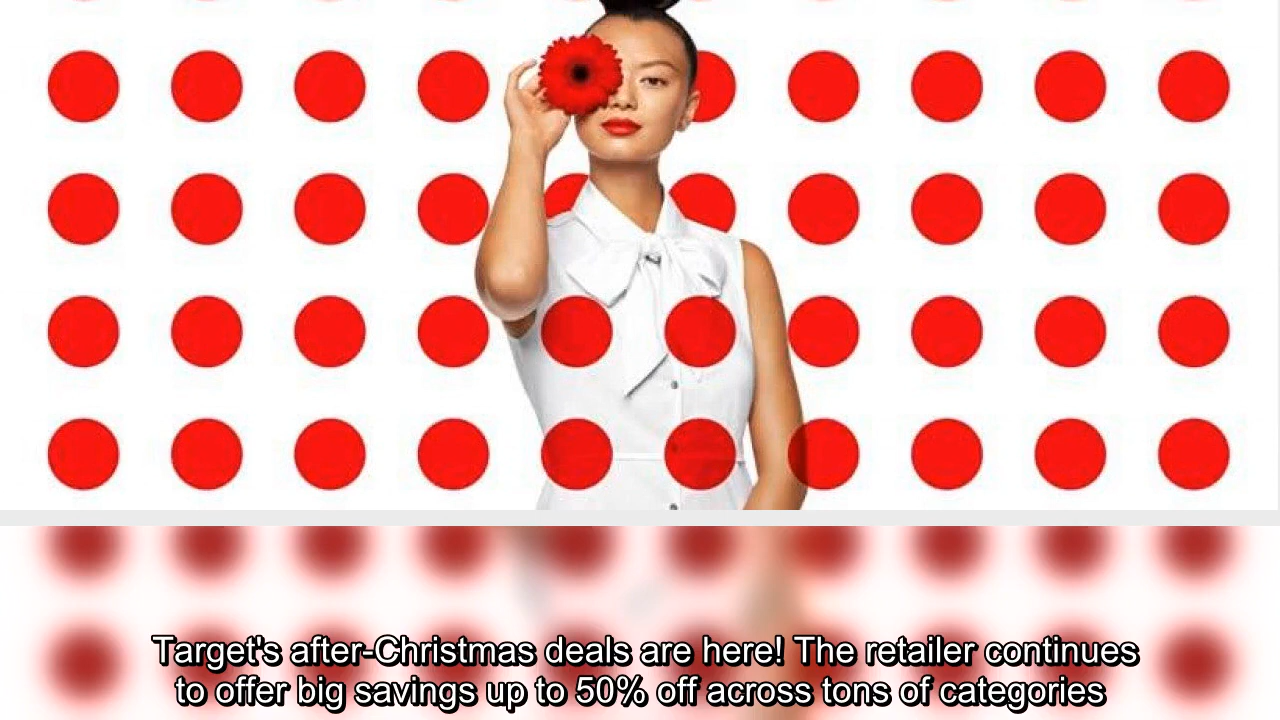 Target's after-Christmas deals are here! The retailer continues
to offer big savings up to 50% off across tons of categories